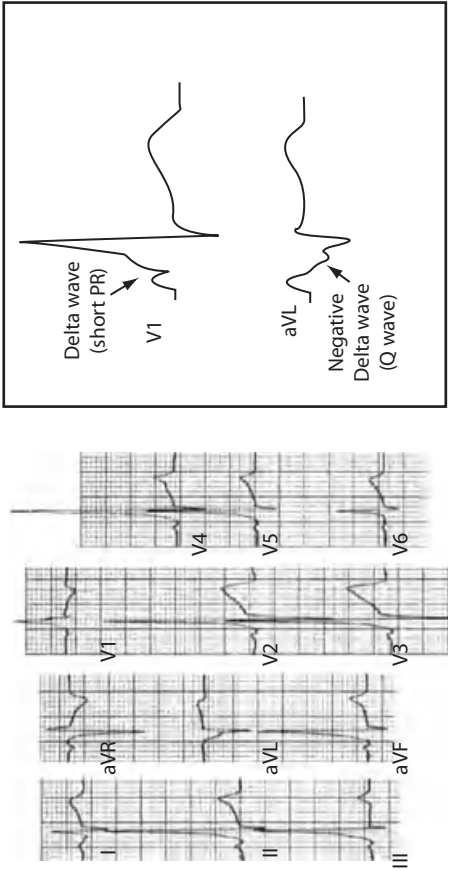 I
II
III
aVR
aVL
aVF
V1
V2
V3
V4
V5
V6
Delta wave
(short PR)
V1
aVL
Negative
Delta wave
(Q wave)